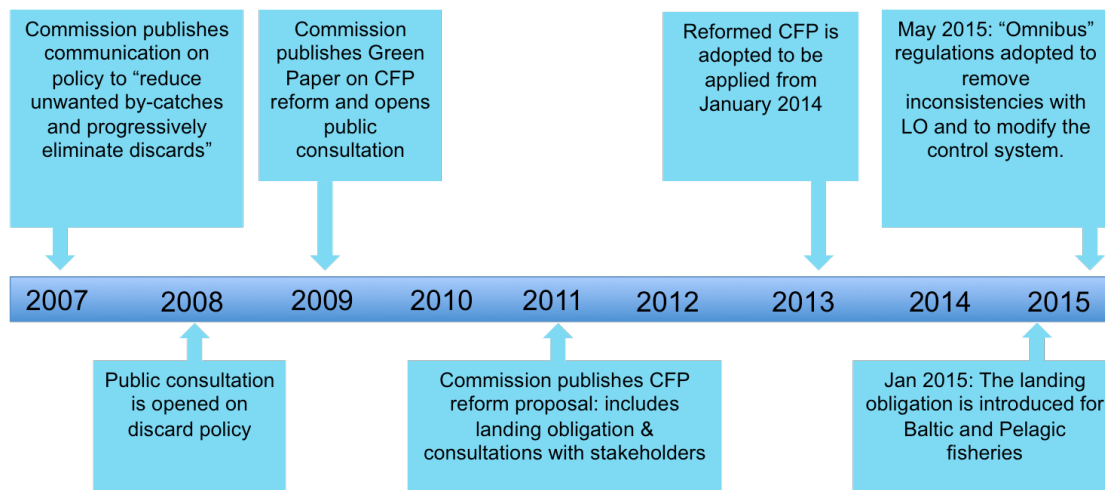 Commission publishes
communication on
policy to “reduce
unwanted by-catches
and progressively
eliminate discards”
Commission
publishes Green
Paper on CFP
reform and opens
public
consultation
Reformed CFP is
adopted to be
applied from
January 2014
May 2015: “Omnibus”
regulations adopted to
remove
inconsistencies with
LO and to modify the
control system.
2007 2008 2009 2010 2011 2012 2013 2014 2015
Public consultation
is opened on
discard policy
Commission publishes CFP
reform proposal: includes
landing obligation &
consultations with stakeholders
Jan 2015: The landing
obligation is introduced for
Baltic and Pelagic
fisheries